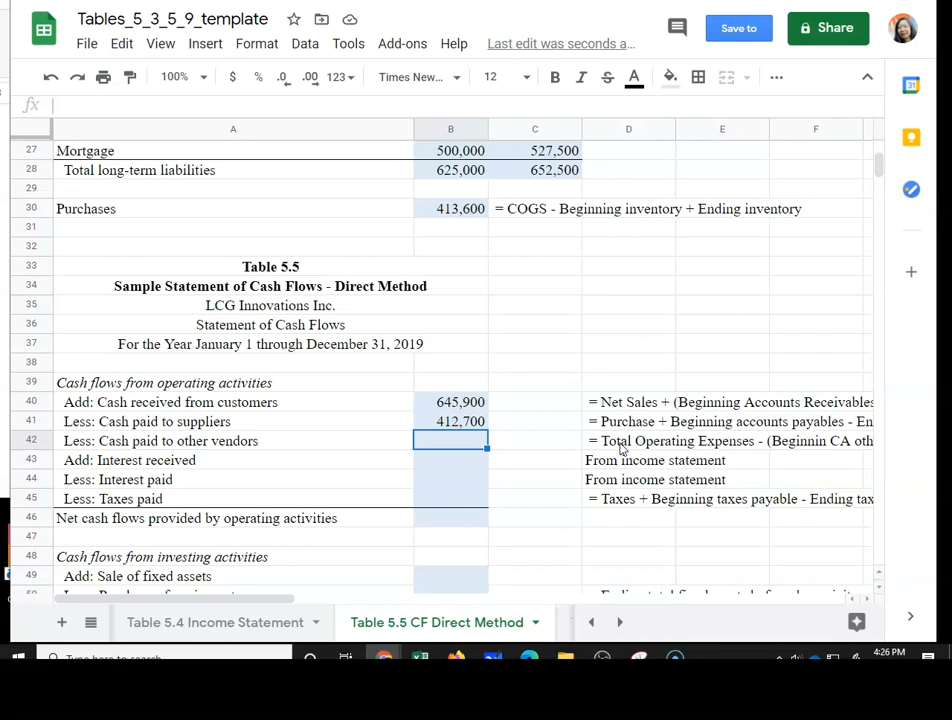 Tables_5_3_5_9_template
File Edit View Insert Format Data Tools Add-ons Help Last edit was seconds a...
Save to
Share
100% $ % .0 .00 123 Times New... 12 B I S A
fx
A B C D E F
27 Mortgage 500,000 527,500
28 Total long-term liabilities 625,000 652,500
29
30 Purchases 413,600 = COGS - Beginning inventory + Ending inventory
31
32
33 Table 5.5
34 Sample Statement of Cash Flows - Direct Method
35 LCG Innovations Inc.
36 Statement of Cash Flows
37 For the Year January 1 through December 31, 2019
38
39 Cash flows from operating activities
40 Add: Cash received from customers 645,900 = Net Sales + (Beginning Accounts Receivables
41 Less: Cash paid to suppliers 412,700 = Purchase + Beginning accounts payables - En
42 Less: Cash paid to other vendors = Total Operating Expenses - (Beginnin CA oth
43 Add: Interest received From income statement
44 Less: Interest paid From income statement
45 Less: Taxes paid = Taxes + Beginning taxes payable - Ending tax
46 Net cash flows provided by operating activities
47
48 Cash flows from investing activities
49 Add: Sale of fixed assets
Table 5.4 Income Statement Table 5.5 CF Direct Method
Type here to search
4:26 PM